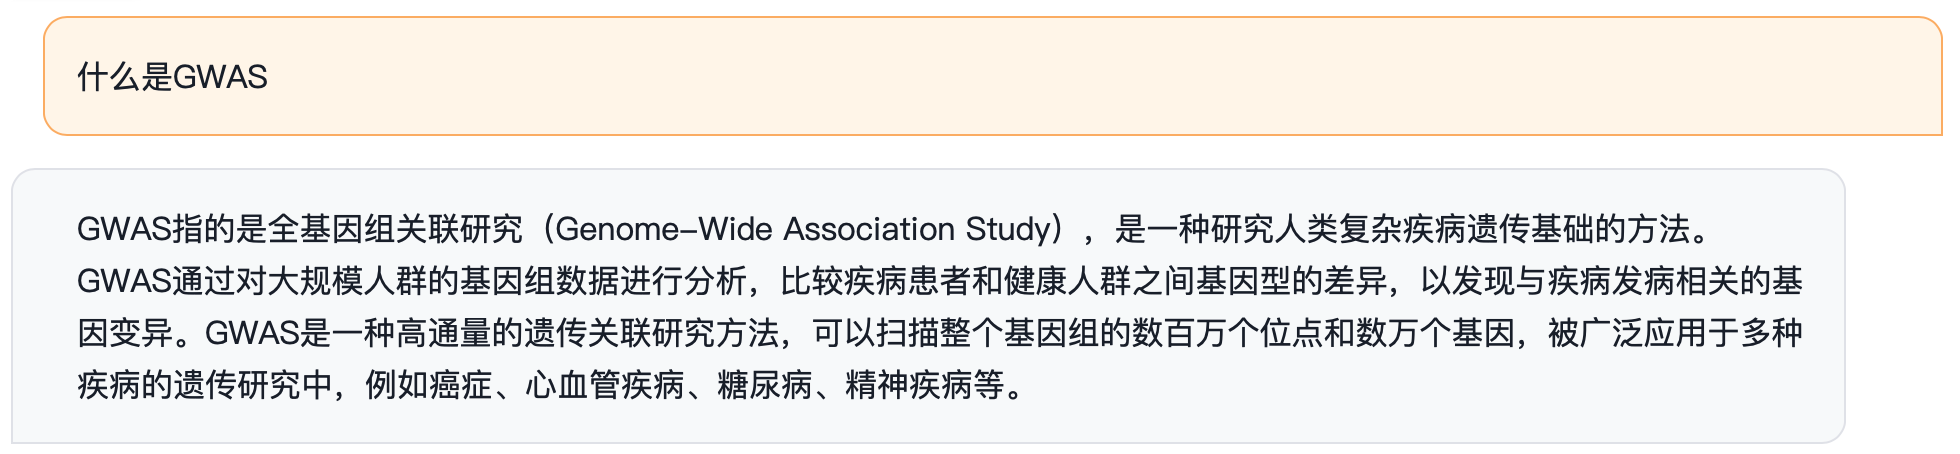 什么是GWAS
GWAS指的是全基因组关联研究（Genome-Wide Association Study），是一种研究人类复杂疾病遗传基础的方法。
GWAS通过对大规模人群的基因组数据进行分析，比较疾病患者和健康人群之间基因型的差异，以发现与疾病发病相关的基
因变异。GWAS是一种高通量的遗传关联研究方法，可以扫描整个基因组的数百万个位点和数万个基因，被广泛应用于多种
疾病的遗传研究中，例如癌症、心血管疾病、糖尿病、精神疾病等。